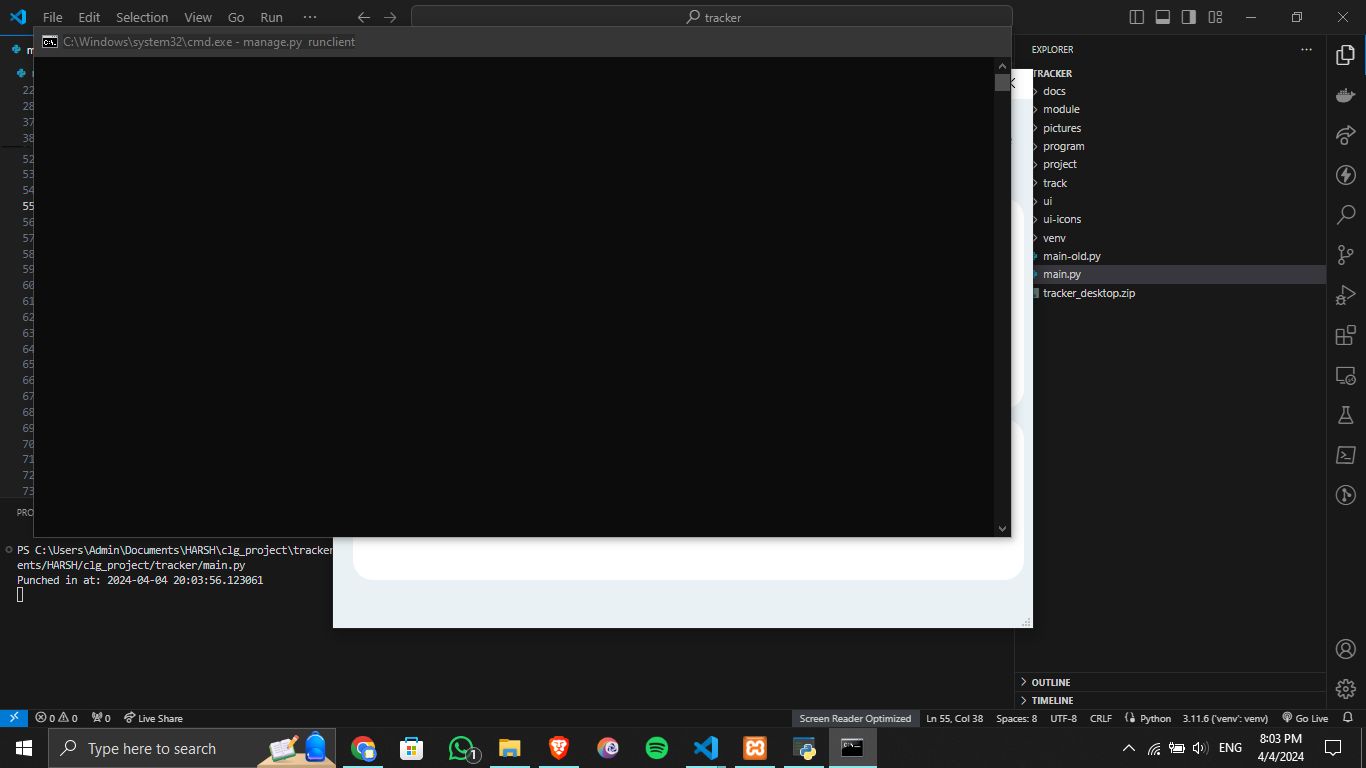 File Edit Selection View Go Run ···
tracker
C:\Windows\system32\cmd.exe - manage.py runclient
22
28
37
38
52
53
54
55
56
57
58
59
60
61
62
63
64
65
66
67
68
69
70
71
72
73
PRO
PS C:\Users\Admin\Documents\HARSH\clg_project\tracker
ents/HARSH/clg_project/tracker/main.py
Punched in at: 2024-04-04 20:03:56.123061
EXPLORER
TRACKER
docs
module
pictures
program
project
track
ui
ui-icons
venv
main-old.py
main.py
tracker_desktop.zip
OUTLINE
TIMELINE
0 0 0 Live Share
Screen Reader Optimized Ln 55, Col 38 Spaces: 8 UTF-8 CRLF Python 3.11.6 ('venv': venv) Go Live
Type here to search
1
ENG
8:03 PM
4/4/2024